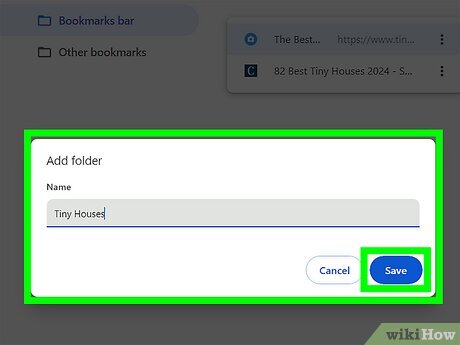 Bookmarks bar
Other bookmarks
The Best... https://www.tin...
C 82 Best Tiny Houses 2024 - S...
Add folder
Name
Tiny Houses
Cancel Save
wikiHow